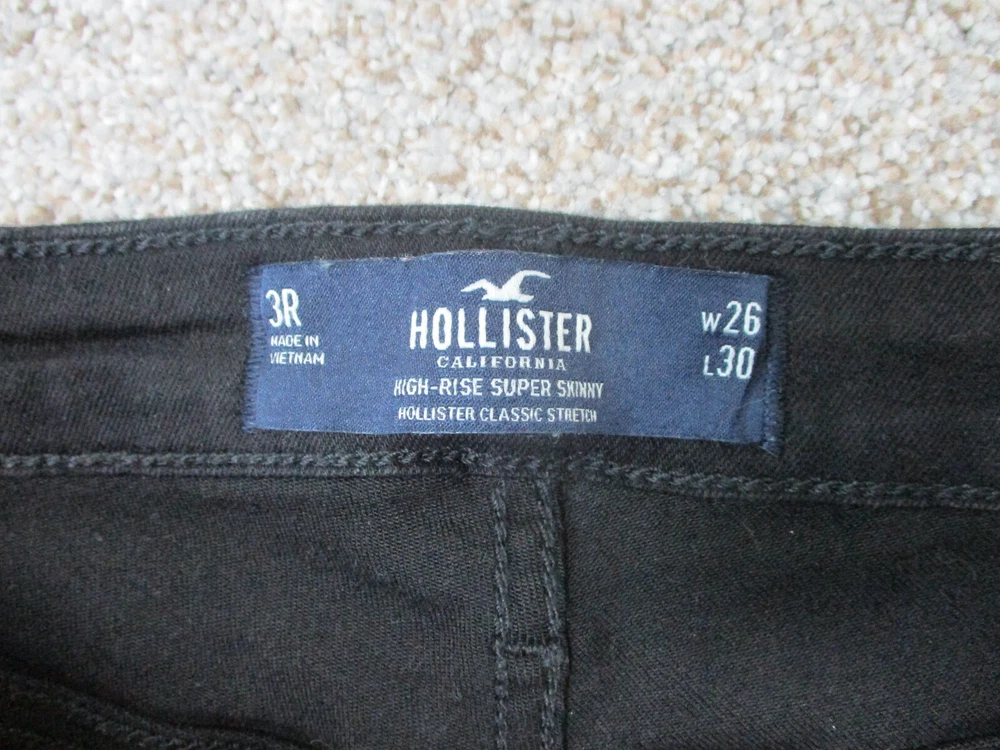 3R
MADE IN
VIETNAM
HOLLISTER
CALIFORNIA
HIGH-RISE SUPER SKINNY
HOLLISTER CLASSIC STRETCH
W26
L30